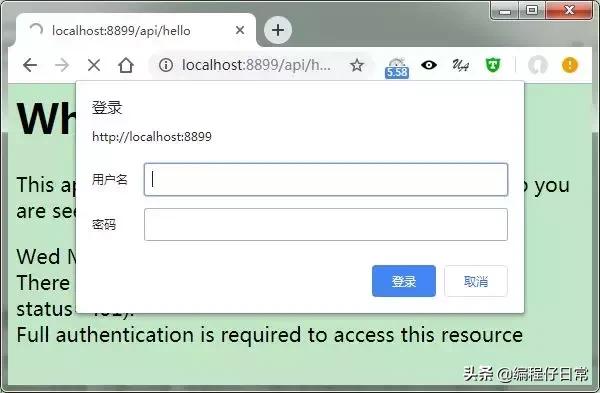 localhost:8899/api/hello
localhost:8899/api/h...
5.58
登录
http://localhost:8899
用户名
密码
登录
取消
Wh
This ap
o you
are see
Wed M
There
status=401).
Full authentication is required to access this resource
头条 @编程仔日常